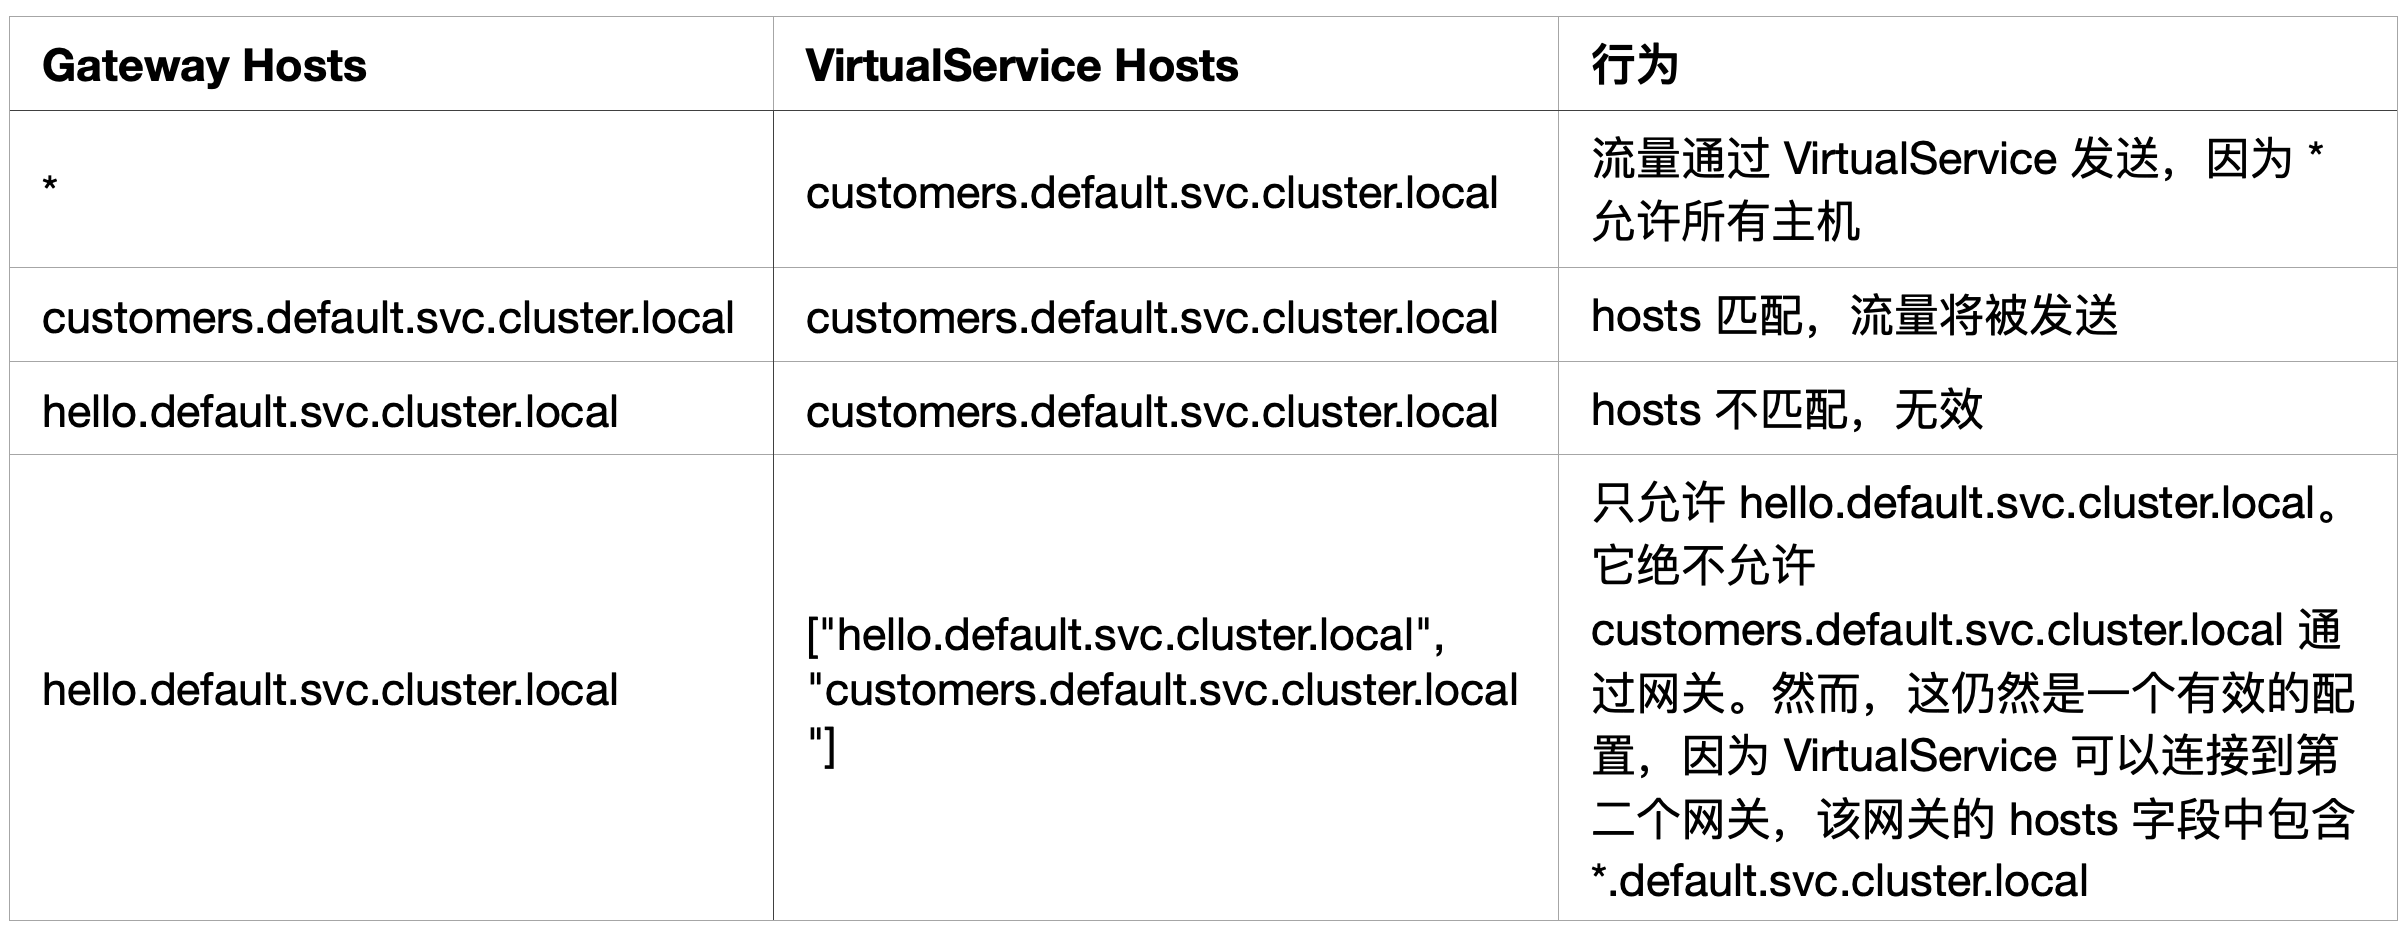 Gateway Hosts
VirtualService Hosts
行为
*
customers.default.svc.cluster.local
流量通过 VirtualService 发送，因为 *
允许所有主机
customers.default.svc.cluster.local
customers.default.svc.cluster.local
hosts 匹配，流量将被发送
hello.default.svc.cluster.local
customers.default.svc.cluster.local
hosts 不匹配，无效
hello.default.svc.cluster.local
["hello.default.svc.cluster.local",
"customers.default.svc.cluster.local
"]
只允许 hello.default.svc.cluster.local。
它绝不允许
customers.default.svc.cluster.local 通
过网关。然而，这仍然是一个有效的配
置，因为 VirtualService 可以连接到第
二个网关，该网关的 hosts 字段中包含
*.default.svc.cluster.local